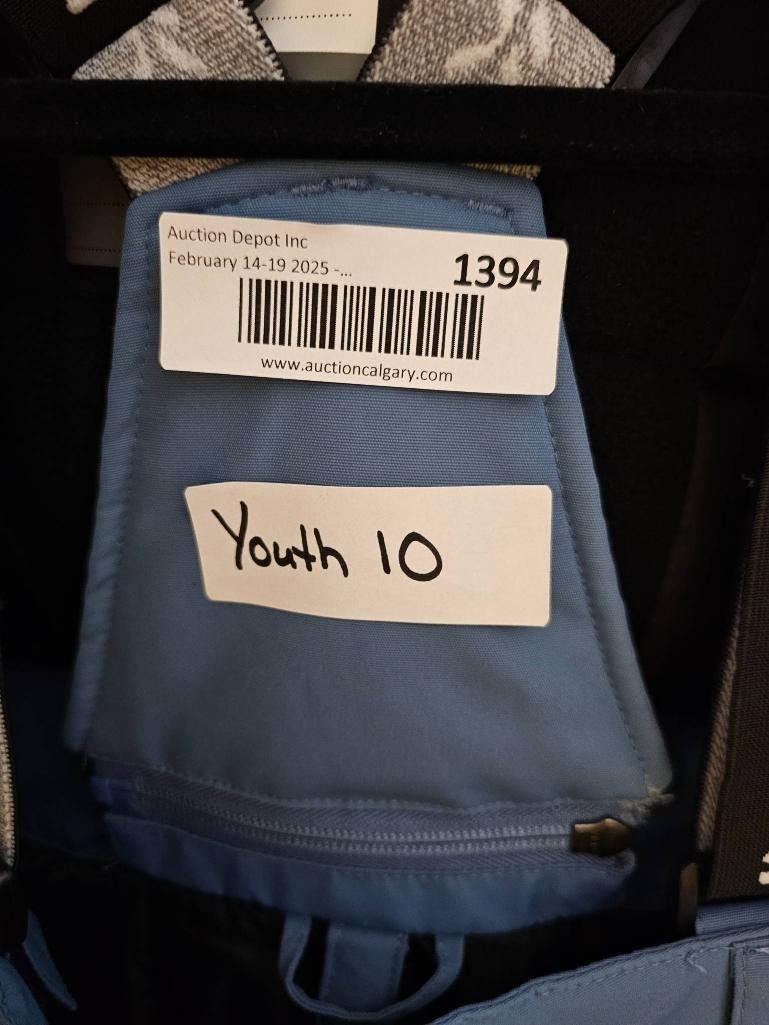 Auction Depot Inc
February 14-19 2025 -...
1394
www.auctioncalgary.com
Youth 10